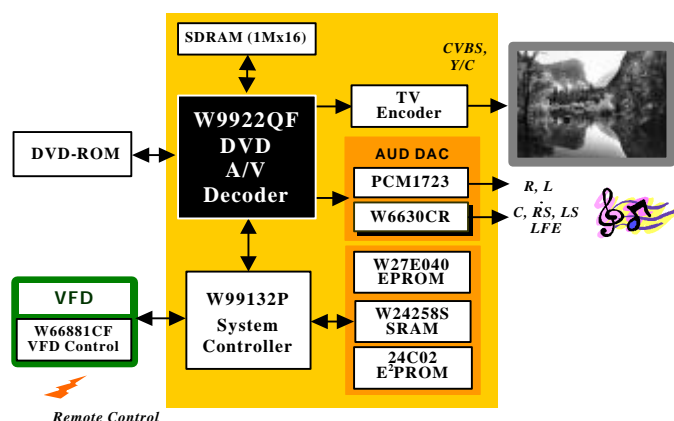 SDRAM (1Mx16)
CVBS,
Y/C
W9922QF
DVD
A/V
Decoder
TV
Encoder
DVD-ROM
AUD DAC
PCM1723
R, L
W6630CR
C, RS, LS
LFE
W27E040
EPROM
VFD
W99132P
System
Controller
W24258S
SRAM
W66881CF
VFD Control
24C02
E²PROM
Remote Control